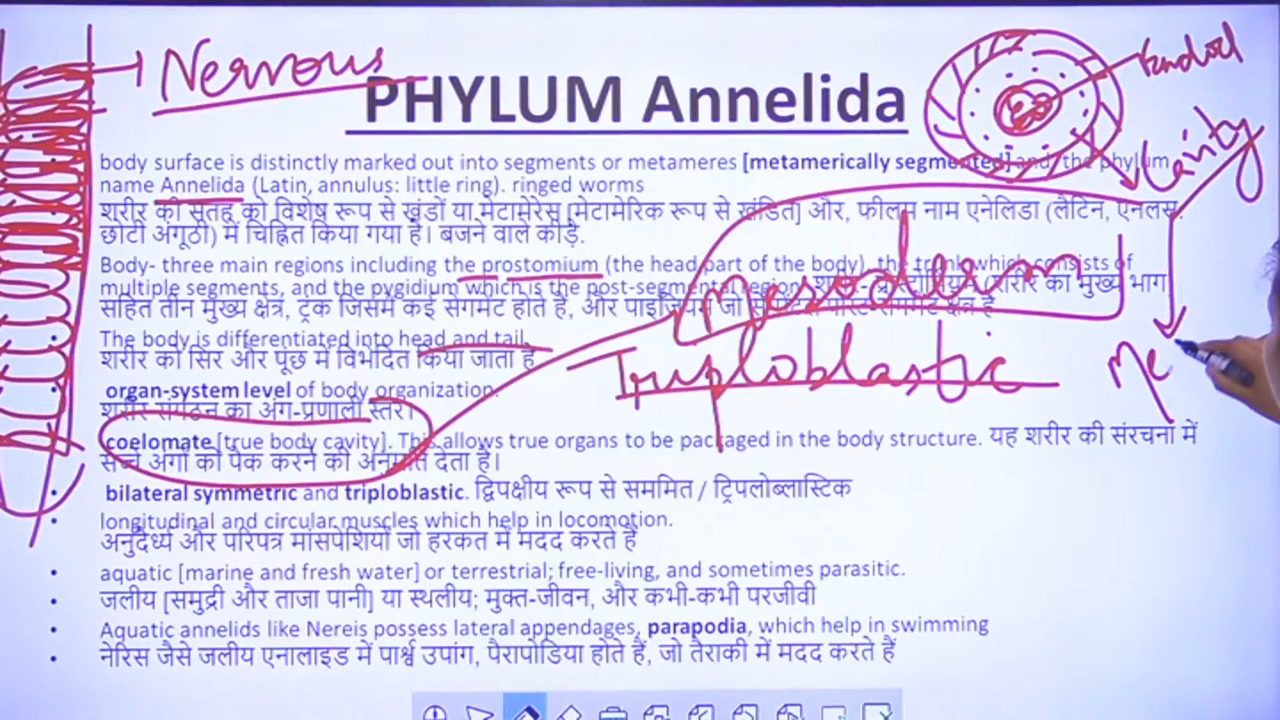 Nervous
PHYLUM Annelida
Cavity
body surface is distinctly marked out into segments or metameres [metamerically segmented] and, the phylum
name Annelida (Latin, annulus: little ring). ringed worms
शरीर की सतह को विशेष रूप से खंडों या मेटामेरेस [मेटामेरिक रूप से खंडित] और, फीलम नाम एनेलिडा (लैटिन, एनलस:
छोटी अंगूठी) में चिह्नित किया गया है। बजने वाले कीड़े.
Body- three main regions including the prostomium (the head part of the body), the trunk which consists of
multiple segments, and the pygidium which is the post-segmental region
का मुख्य भाग
सहित तीन मुख्य क्षेत्र, ट्रंक जिसमें कई सेगमेंट होते हैं, और जो क्षेत्र है
Mesoderm
The body is differentiated into head and tail.
शरीर को सिर और पूंछ में विभेदित किया जाता है
Triploblastic
Me
organ-system level of body organization.
शरीर संगठन का अंग-प्रणाली स्तर।
coelomate [true body cavity]. This allows true organs to be packaged in the body structure. यह शरीर की संरचना में
सच्चे अंगों को पैक करने की अनुमति देता है।
• bilateral symmetric and triploblastic. द्विपक्षीय रूप से सममित / ट्रिपलोब्लास्टिक
• longitudinal and circular muscles which help in locomotion.
अनुदैर्ध्य और परिपत्र मांसपेशियां जो हरकत में मदद करते हैं
• aquatic [marine and fresh water] or terrestrial; free-living, and sometimes parasitic.
• जलीय [समुद्री और ताजा पानी] या स्थलीय; मुक्त-जीवन, और कभी-कभी परजीवी
• Aquatic annelids like Nereis possess lateral appendages, parapodia, which help in swimming
• नेरिस जैसे जलीय एनालाइड में पार्श्व उपांग, पैरापोडिया होते हैं, जो तैराकी में मदद करते हैं